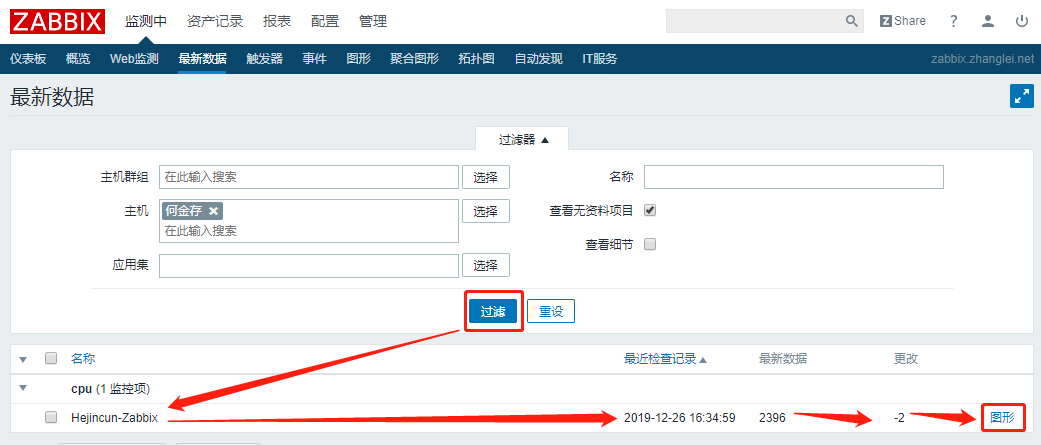 ZABBIX 监测中 资产记录 报表 配置 管理 Z Share ?
仪表板 概览 Web监测 最新数据 触发器 事件 图形 聚合图形 拓扑图 自动发现 IT服务 zabbix.zhanglei.net
最新数据
过滤器 ▲
主机群组 在此输入搜索 选择 名称
主机 何金存 × 选择 查看无资料项目
在此输入搜索
查看细节
应用集 选择
过滤 重设
名称 最近检查记录 ▲ 最新数据 更改
cpu (1 监控项)
Hejincun-Zabbix 2019-12-26 16:34:59 2396 -2 图形